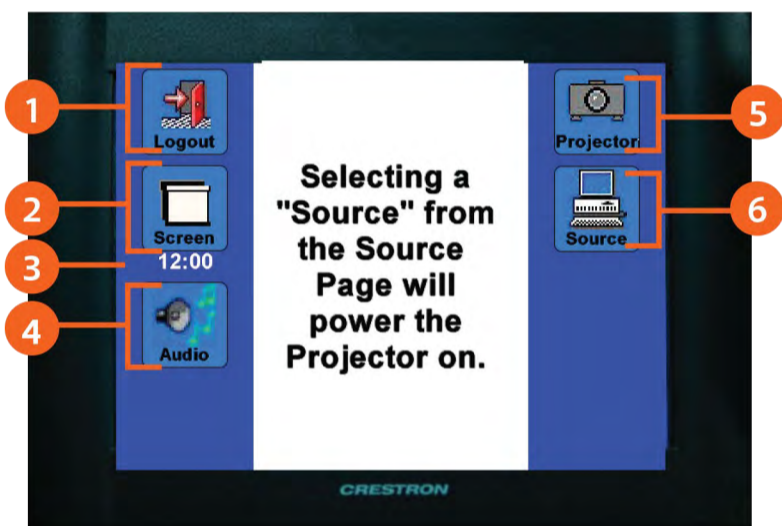 1
Logout
2
Screen
3
12:00
4
Audio
Selecting a
"Source" from
the Source
Page will
power the
Projector on.
5
Projector
6
Source
CRESTRON